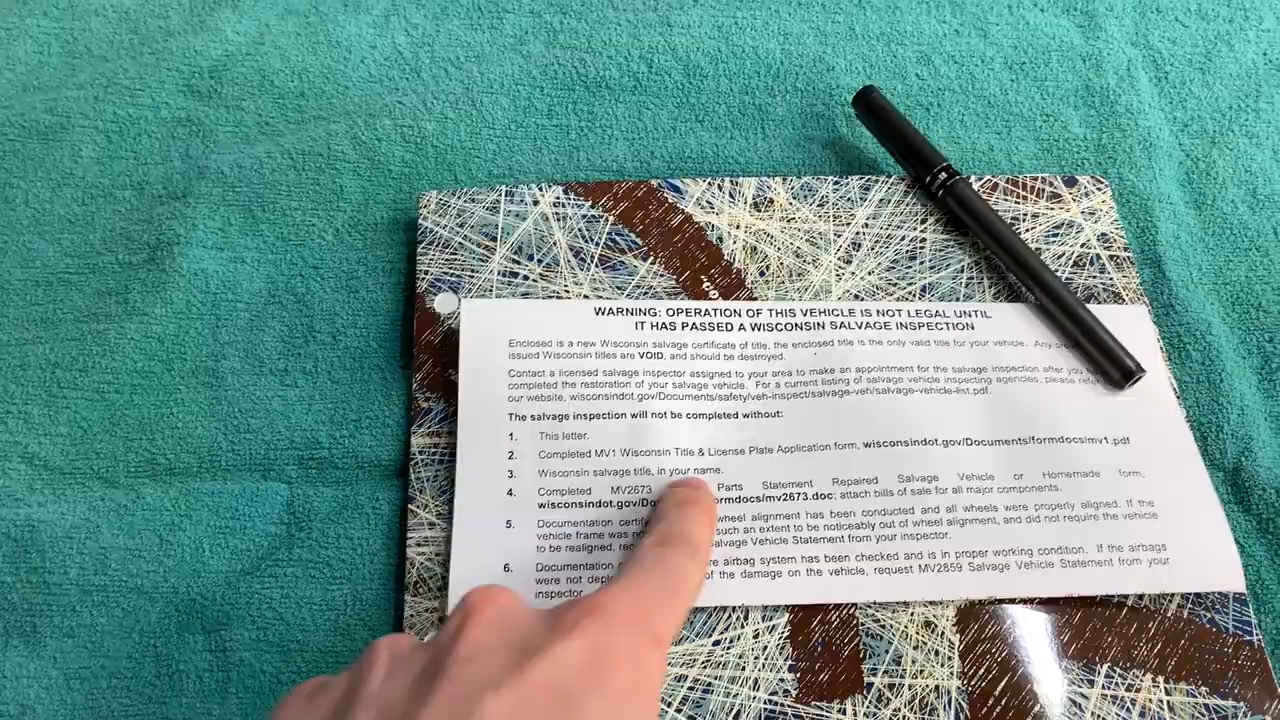 WARNING: OPERATION OF THIS VEHICLE IS NOT LEGAL UNTIL
IT HAS PASSED A WISCONSIN SALVAGE INSPECTION
Enclosed is a new Wisconsin salvage certificate of title, the enclosed title is the only valid title for your vehicle. Any
issued Wisconsin titles are VOID, and should be destroyed.
Contact a licensed salvage inspector assigned to your area to make an appointment for the salvage inspection after
completed the restoration of your salvage vehicle. For a current listing of salvage vehicle inspecting agencies, please refer
our website, wisconsindot.gov/Documents/safety/veh-inspect/salvage-veh/salvage-vehicle-list.pdf.
The salvage inspection will not be completed without:
1. This letter.
2. Completed MV1 Wisconsin Title & License Plate Application form, wisconsindot.gov/Documents/formdocs/mv1.pdf
3. Wisconsin salvage title, in your name.
4. Completed MV2673 Parts Statement Repaired Salvage Vehicle or Homemade form,
wisconsindot.gov/Do ormdocs/mv2673.doc; attach bills of sale for all major components.
5. Documentation wheel alignment has been conducted and all wheels were properly aligned. If the
vehicle frame was such an extent to be noticeably out of wheel alignment, and did not require the vehicle
to be realigned, Salvage Vehicle Statement from your inspector.
6. Documentation airbag system has been checked and is in proper working condition. If the airbags
were not of the damage on the vehicle, request MV2859 Salvage Vehicle Statement from your
inspector